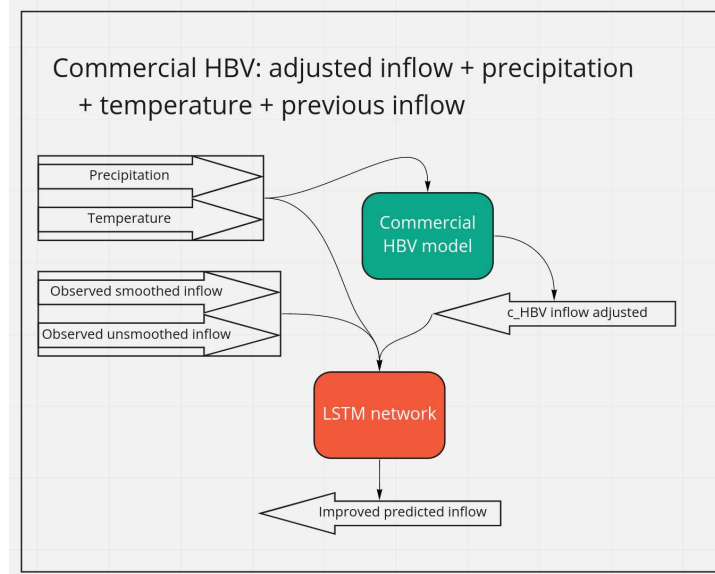 Commercial HBV: adjusted inflow + precipitation
+ temperature + previous inflow
Precipitation
Temperature
Commercial
HBV model
Observed smoothed inflow
Observed unsmoothed inflow
c_HBV inflow adjusted
LSTM network
Improved predicted inflow